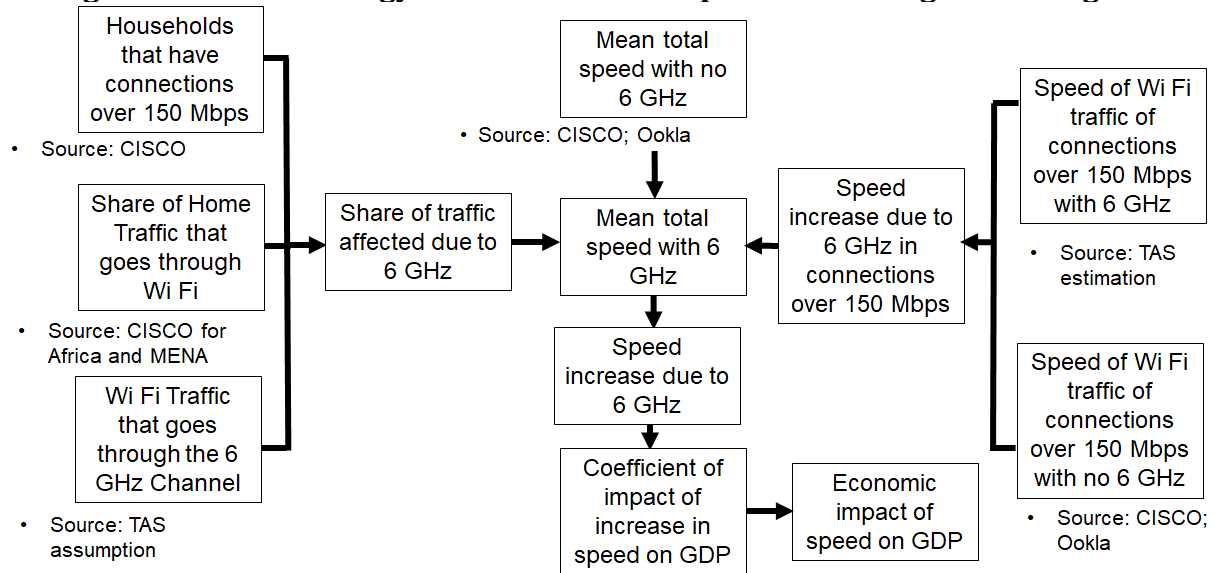 Households
that have
connections
over 150 Mbps
• Source: CISCO
Share of Home
Traffic that
goes through
Wi Fi
• Source: CISCO for
Africa and MENA
Wi Fi Traffic
that goes
through the 6
GHz Channel
• Source: TAS
assumption
Share of traffic
affected due to
6 GHz
Mean total
speed with no
6 GHz
• Source: CISCO; Ookla
Mean total
speed with 6
GHz
Speed
increase due to
6 GHz
Coefficient of
impact of
increase in
speed on GDP
Economic
impact of
speed on GDP
Speed
increase due to
6 GHz in
connections
over 150 Mbps
Speed of Wi Fi
traffic of
connections
over 150 Mbps
with 6 GHz
• Source: TAS
estimation
Speed of Wi Fi
traffic of
connections
over 150 Mbps
with no 6 GHz
• Source: CISCO;
Ookla